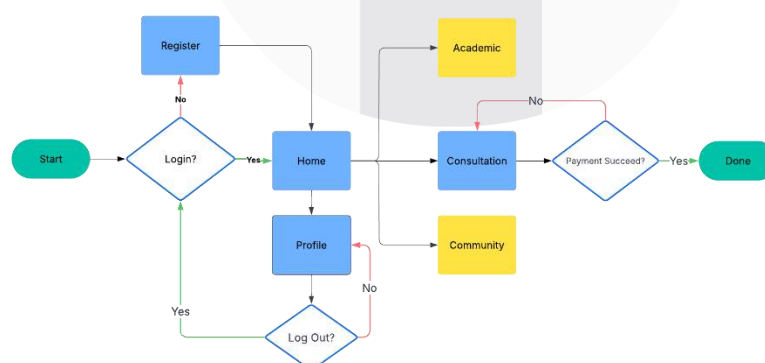 Register
Academic
No
No
Start
Login?
Yes
Home
Consultation
Payment Succeed?
Yes
Done
Profile
Community
No
Yes
Log Out?